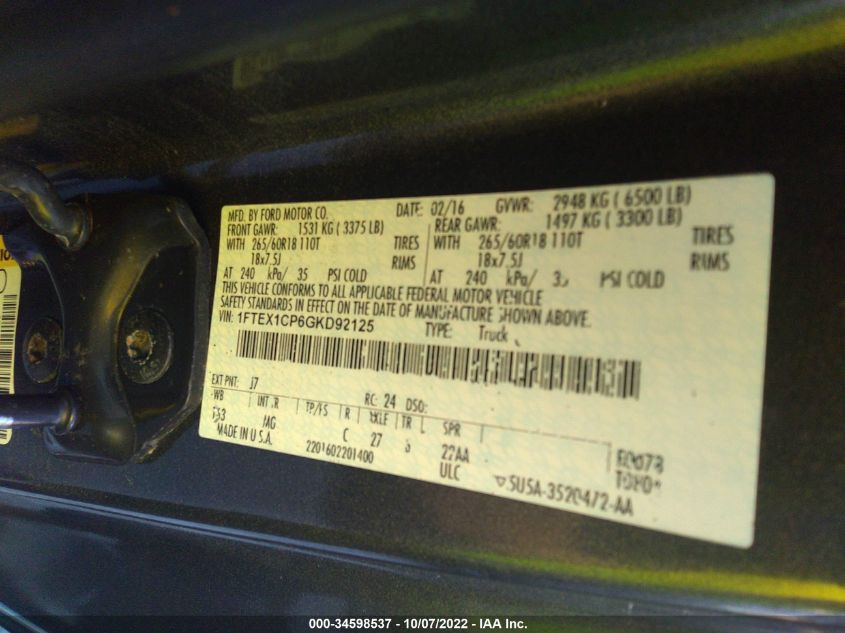 MFD. BY FORD MOTOR CO. DATE: 02/16 GVWR: 2948 KG ( 6500 LB)
FRONT GAWR: 1531 KG ( 3375 LB) REAR GAWR: 1497 KG ( 3300 LB)
WITH 265/60R18 110T TIRES WITH 265/60R18 110T TIRES
18x7.5J RIMS 18x7.5J RIMS
AT 240 kPa/ 35 PSI COLD AT 240 kPa/ PSI COLD
THIS VEHICLE CONFORMS TO ALL APPLICABLE FEDERAL MOTOR VEHICLE
SAFETY STANDARDS IN EFFECT ON THE DATE OF MANUFACTURE SHOWN ABOVE.
VIN: 1FTEX1CP6GKD92125 TYPE: Truck
EXT PNT: J7 RC: 24 DSO:
WB INT TR TP/PS R AXLE TR SPR
MG C 27 22AA
MADE IN U.S.A. 2201602201400 ULC
000-34598537 - 10/07/2022 - IAA Inc.